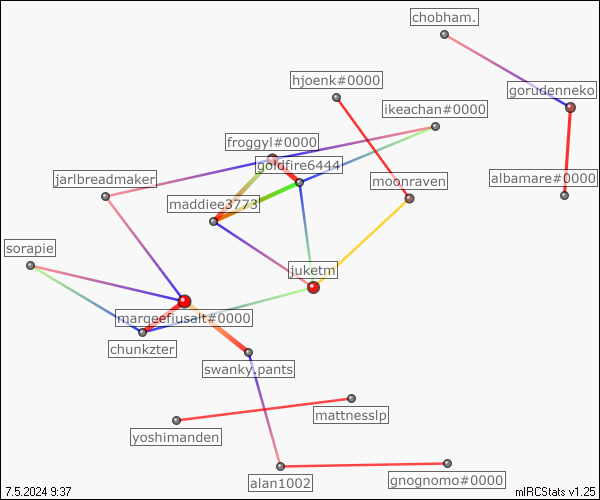 chobham.
hjoenk#0000
gorudenneko
ikeachan#0000
froggyl#0000
goldfire6444
jarlbreadmaker
moonraven
albamare#0000
maddiee3773
sorapie
juketm
marqeefiusalt#0000
chunkzter
swanky.pants
mattnesslp
yoshimanden
alan1002
gnognomo#0000
7.5.2024 9:37
mIRCStats v1.25